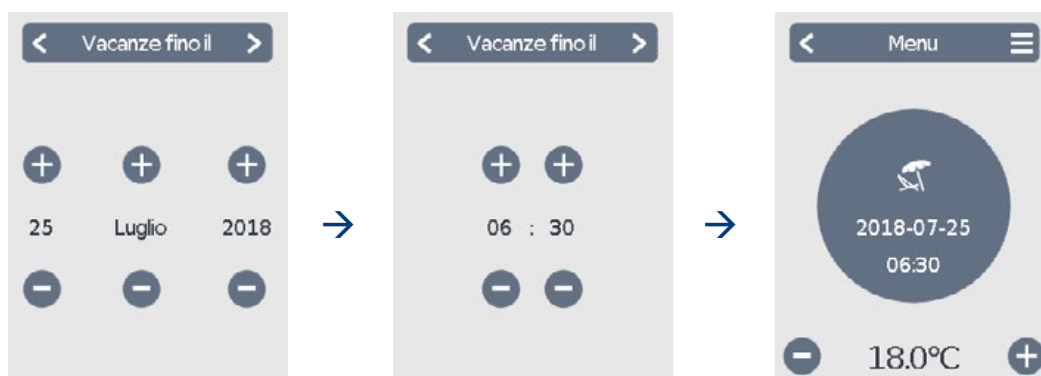 Vacanze fino il
25 Luglio 2018
Vacanze fino il
06 : 30
Menu
2018-07-25
06:30
18.0°C